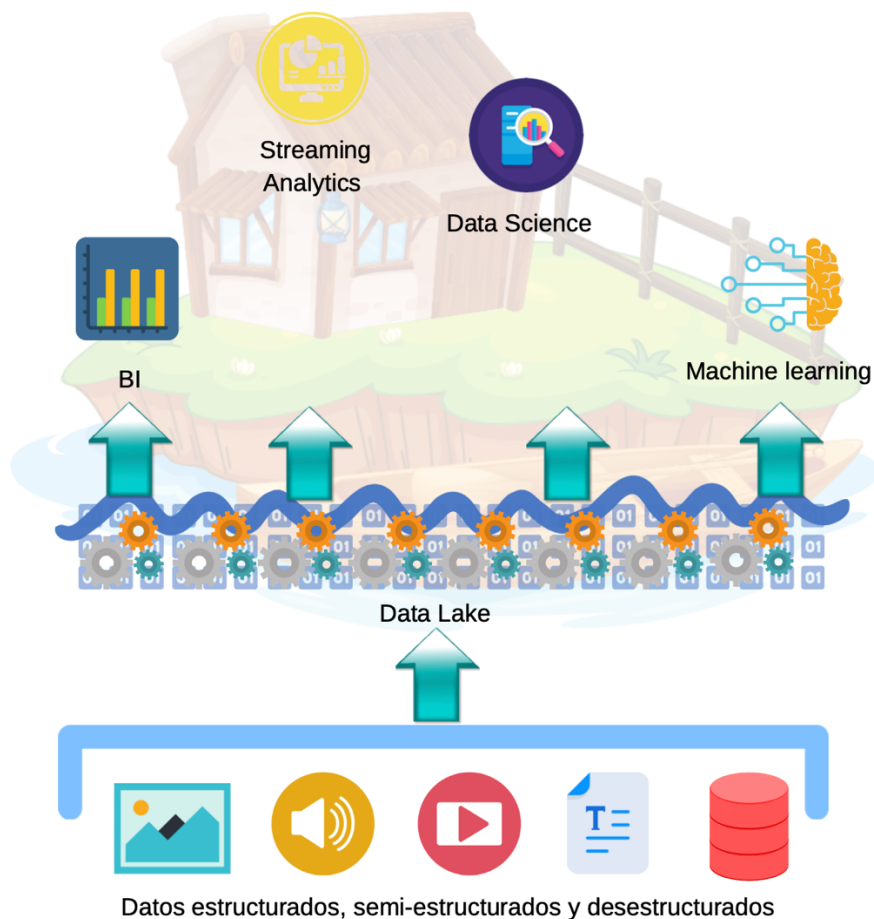 Streaming
Analytics
Data Science
BI
Machine learning
Data Lake
T
Datos estructurados, semi-estructurados y desestructurados